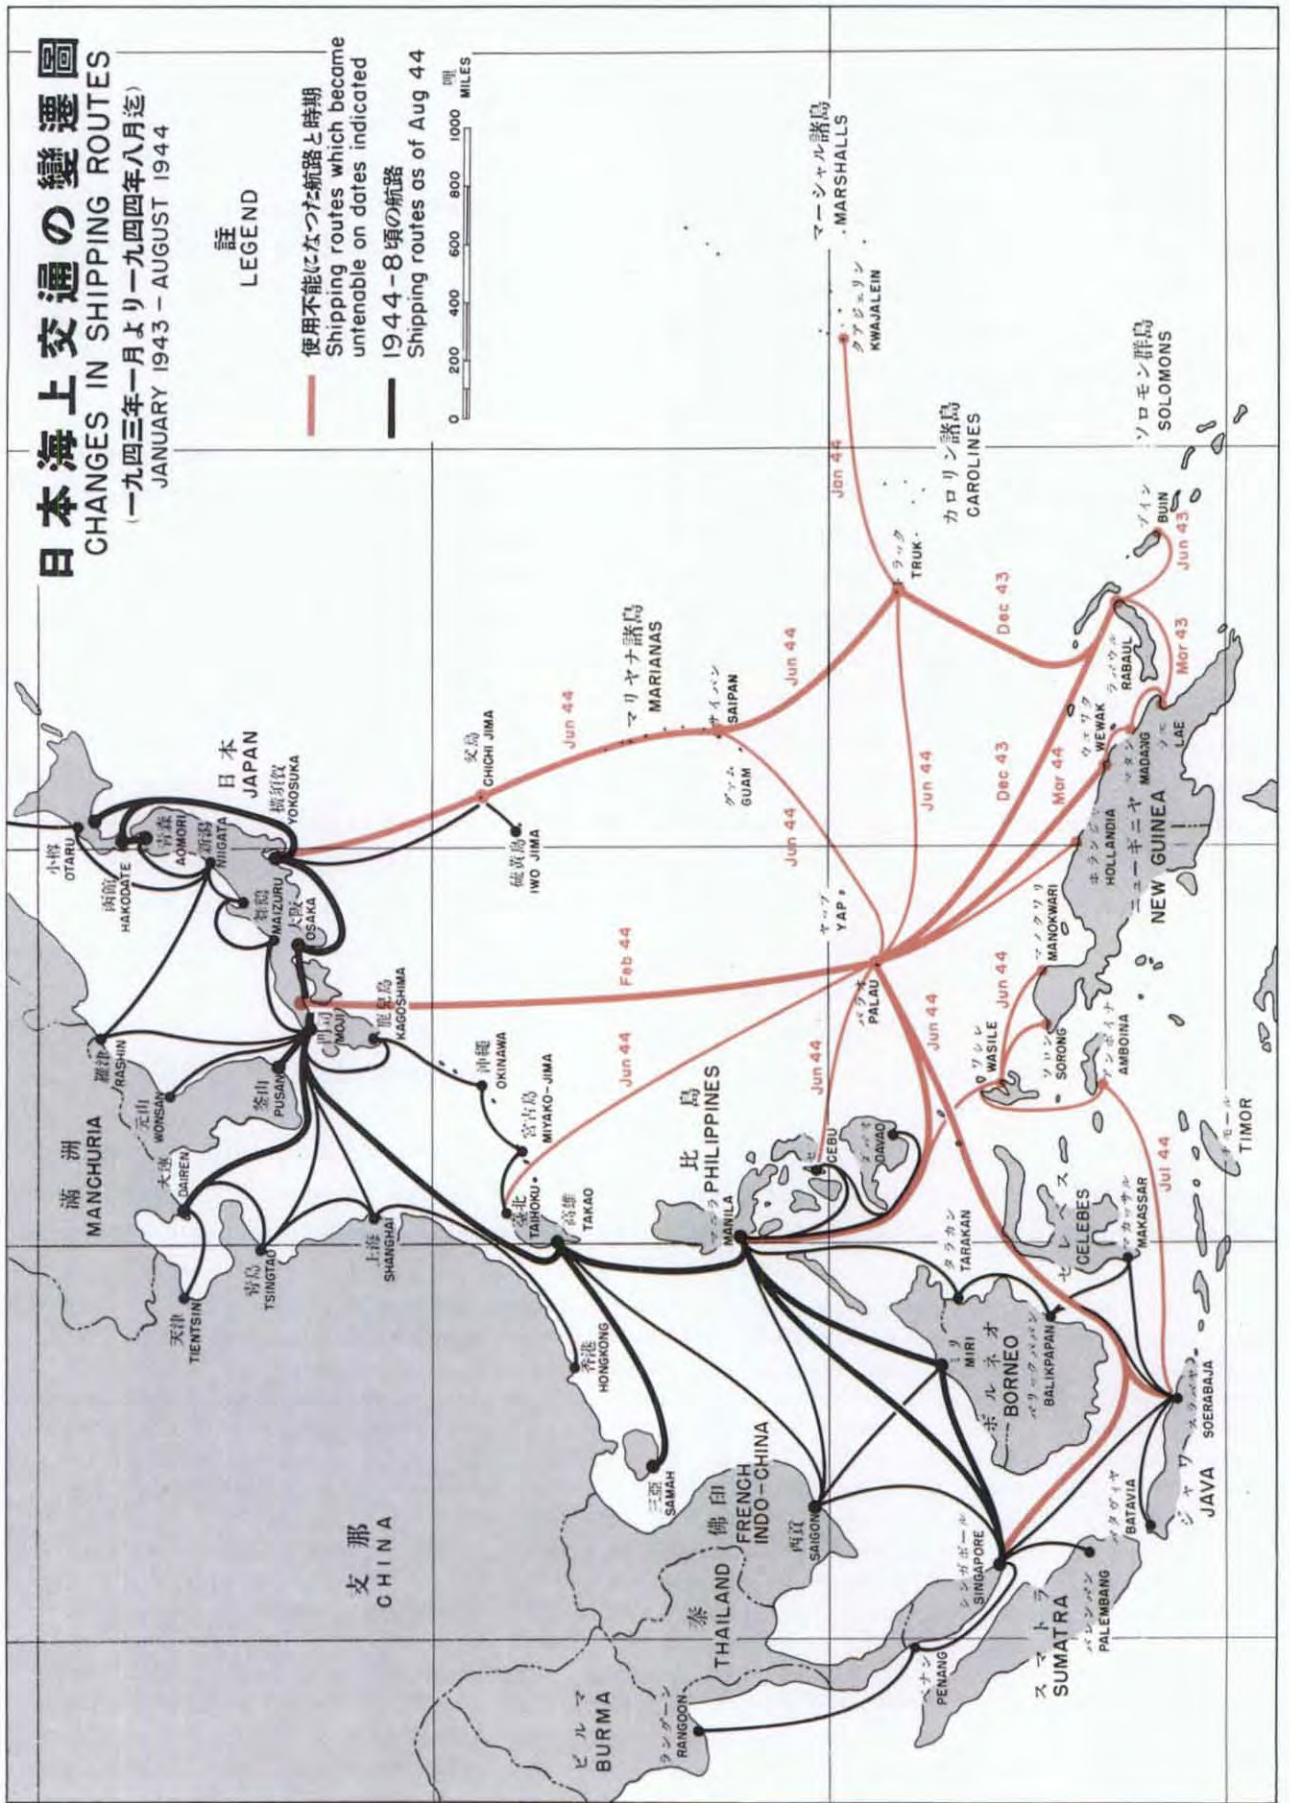 日本海上交通の變遷圖
CHANGES IN SHIPPING ROUTES
(一九四三年一月より一九四四年八月迄)
JANUARY 1943 – AUGUST 1944
註
LEGEND
使用不能になつた航路と時期
Shipping routes which became
untenable on dates indicated
1944-8頃の航路
Shipping routes as of Aug 44
0 200 400 600 800 1000
哩
MILES
滿洲
MANCHURIA
日本
JAPAN
小樽
OTARU
函館
HAKODATE
青森
AOMORI
新潟
NIIGATA
横須賀
YOKOSUKA
舞鶴
MAIZURU
大阪
OSAKA
門司
MOJI
鹿兒島
KAGOSHIMA
羅津
RASHIN
元山
WONSAN
釜山
PUSAN
大連
DAIREN
天津
TIENTSIN
青島
TSINGTAO
上海
SHANGHAI
支那
CHINA
沖繩
OKINAWA
宮古島
MIYAKO-JIMA
臺北
TAIHOKU
高雄
TAKAO
香港
HONGKONG
三亞
SAMAH
父島
CHICHI JIMA
硫黄島
IWO JIMA
マリヤナ諸島
MARIANAS
サイパン
SAIPAN
グァム
GUAM
マーシャル諸島
MARSHALLS
クアジェリン
KWAJALEIN
カロリン諸島
CAROLINES
トラック
TRUK
ヤップ
YAP
パラオ
PALAU
ソロモン群島
SOLOMONS
ブイン
BUIN
ラバウル
RABAUL
ウェワク
WEWAK
マダン
MADANG
ラエ
LAE
ホランジャ
HOLLANDIA
ニューギニヤ
NEW GUINEA
マノクワリ
MANOKWARI
ソロン
SORONG
ワシレ
WASILE
アンボイナ
AMBOINA
チモール
TIMOR
比島
PHILIPPINES
マニラ
MANILA
セブ
CEBU
ダバオ
DAVAO
タラカン
TARAKAN
セレベス
CELEBES
マカッサル
MAKASSAR
ミリ
MIRI
ボルネオ
BORNEO
バリックパパン
BALIKPAPAN
スラバヤ
SOERABAJA
ジャワ
JAVA
バタヴィヤ
BATAVIA
佛印
FRENCH
INDO-CHINA
西貢
SAIGON
泰
THAILAND
シンガポール
SINGAPORE
パレンバン
PALEMBANG
スマトラ
SUMATRA
ペナン
PENANG
ビルマ
BURMA
ラングーン
RANGOON
Jun 44
Jun 44
Jan 44
Dec 43
Jun 43
Mar 43
Jun 44
Jun 44
Dec 43
Mar 44
Feb 44
Jun 44
Jun 44
Jun 44
Jun 44
Jul 44